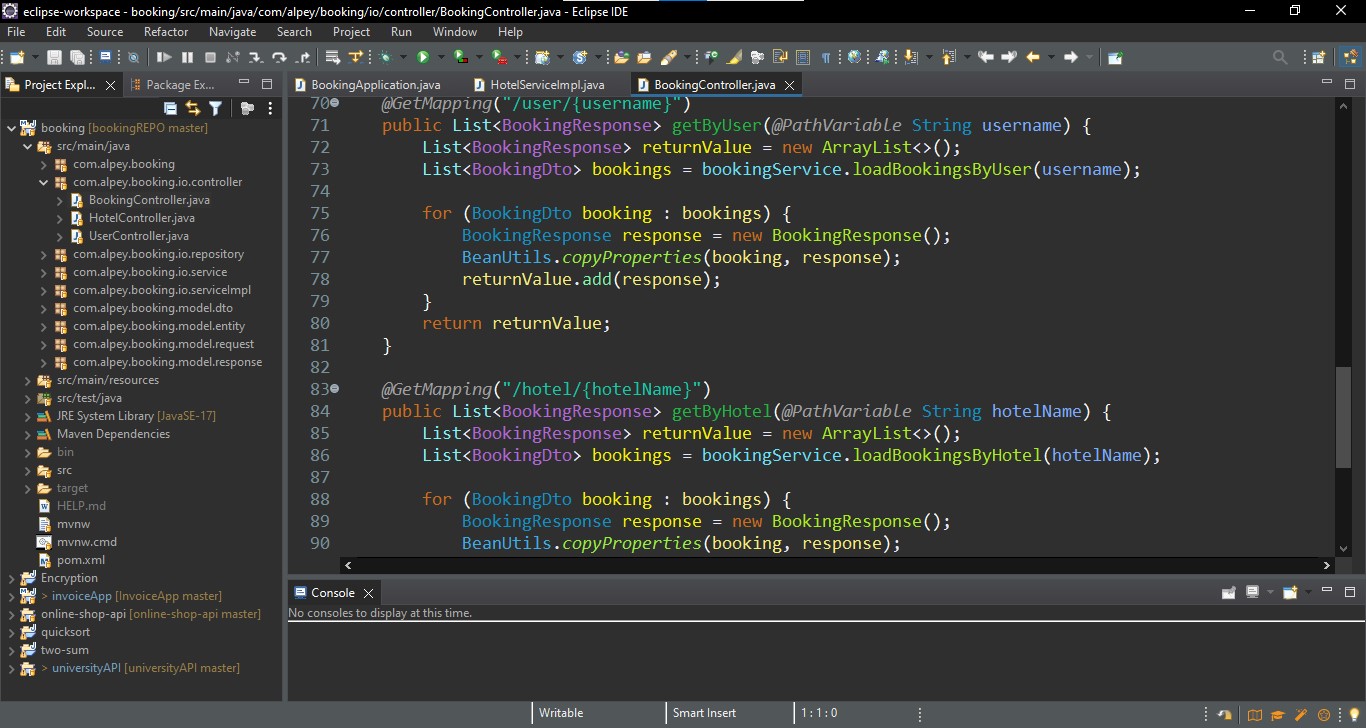 eclipse-workspace - booking/src/main/java/com/alpey/booking/io/controller/BookingController.java - Eclipse IDE
File Edit Source Refactor Navigate Search Project Run Window Help
Project Expl... Package Ex...
booking [bookingREPO master]
src/main/java
com.alpey.booking
com.alpey.booking.io.controller
BookingController.java
HotelController.java
UserController.java
com.alpey.booking.io.repository
com.alpey.booking.io.service
com.alpey.booking.io.serviceImpl
com.alpey.booking.model.dto
com.alpey.booking.model.entity
com.alpey.booking.model.request
com.alpey.booking.model.response
src/main/resources
src/test/java
JRE System Library [JavaSE-17]
Maven Dependencies
bin
src
target
HELP.md
mvnw
mvnw.cmd
pom.xml
Encryption
> invoiceApp [InvoiceApp master]
online-shop-api [online-shop-api master]
quicksort
two-sum
> universityAPI [universityAPI master]
BookingApplication.java HotelServiceImpl.java BookingController.java
70 @GetMapping("/user/{username}")
71 public List<BookingResponse> getByUser(@PathVariable String username) {
72 List<BookingResponse> returnValue = new ArrayList<>();
73 List<BookingDto> bookings = bookingService.loadBookingsByUser(username);
74
75 for (BookingDto booking : bookings) {
76 BookingResponse response = new BookingResponse();
77 BeanUtils.copyProperties(booking, response);
78 returnValue.add(response);
79 }
80 return returnValue;
81 }
82
83 @GetMapping("/hotel/{hotelName}")
84 public List<BookingResponse> getByHotel(@PathVariable String hotelName) {
85 List<BookingResponse> returnValue = new ArrayList<>();
86 List<BookingDto> bookings = bookingService.loadBookingsByHotel(hotelName);
87
88 for (BookingDto booking : bookings) {
89 BookingResponse response = new BookingResponse();
90 BeanUtils.copyProperties(booking, response);
Console
No consoles to display at this time.
Writable Smart Insert 1 : 1 : 0